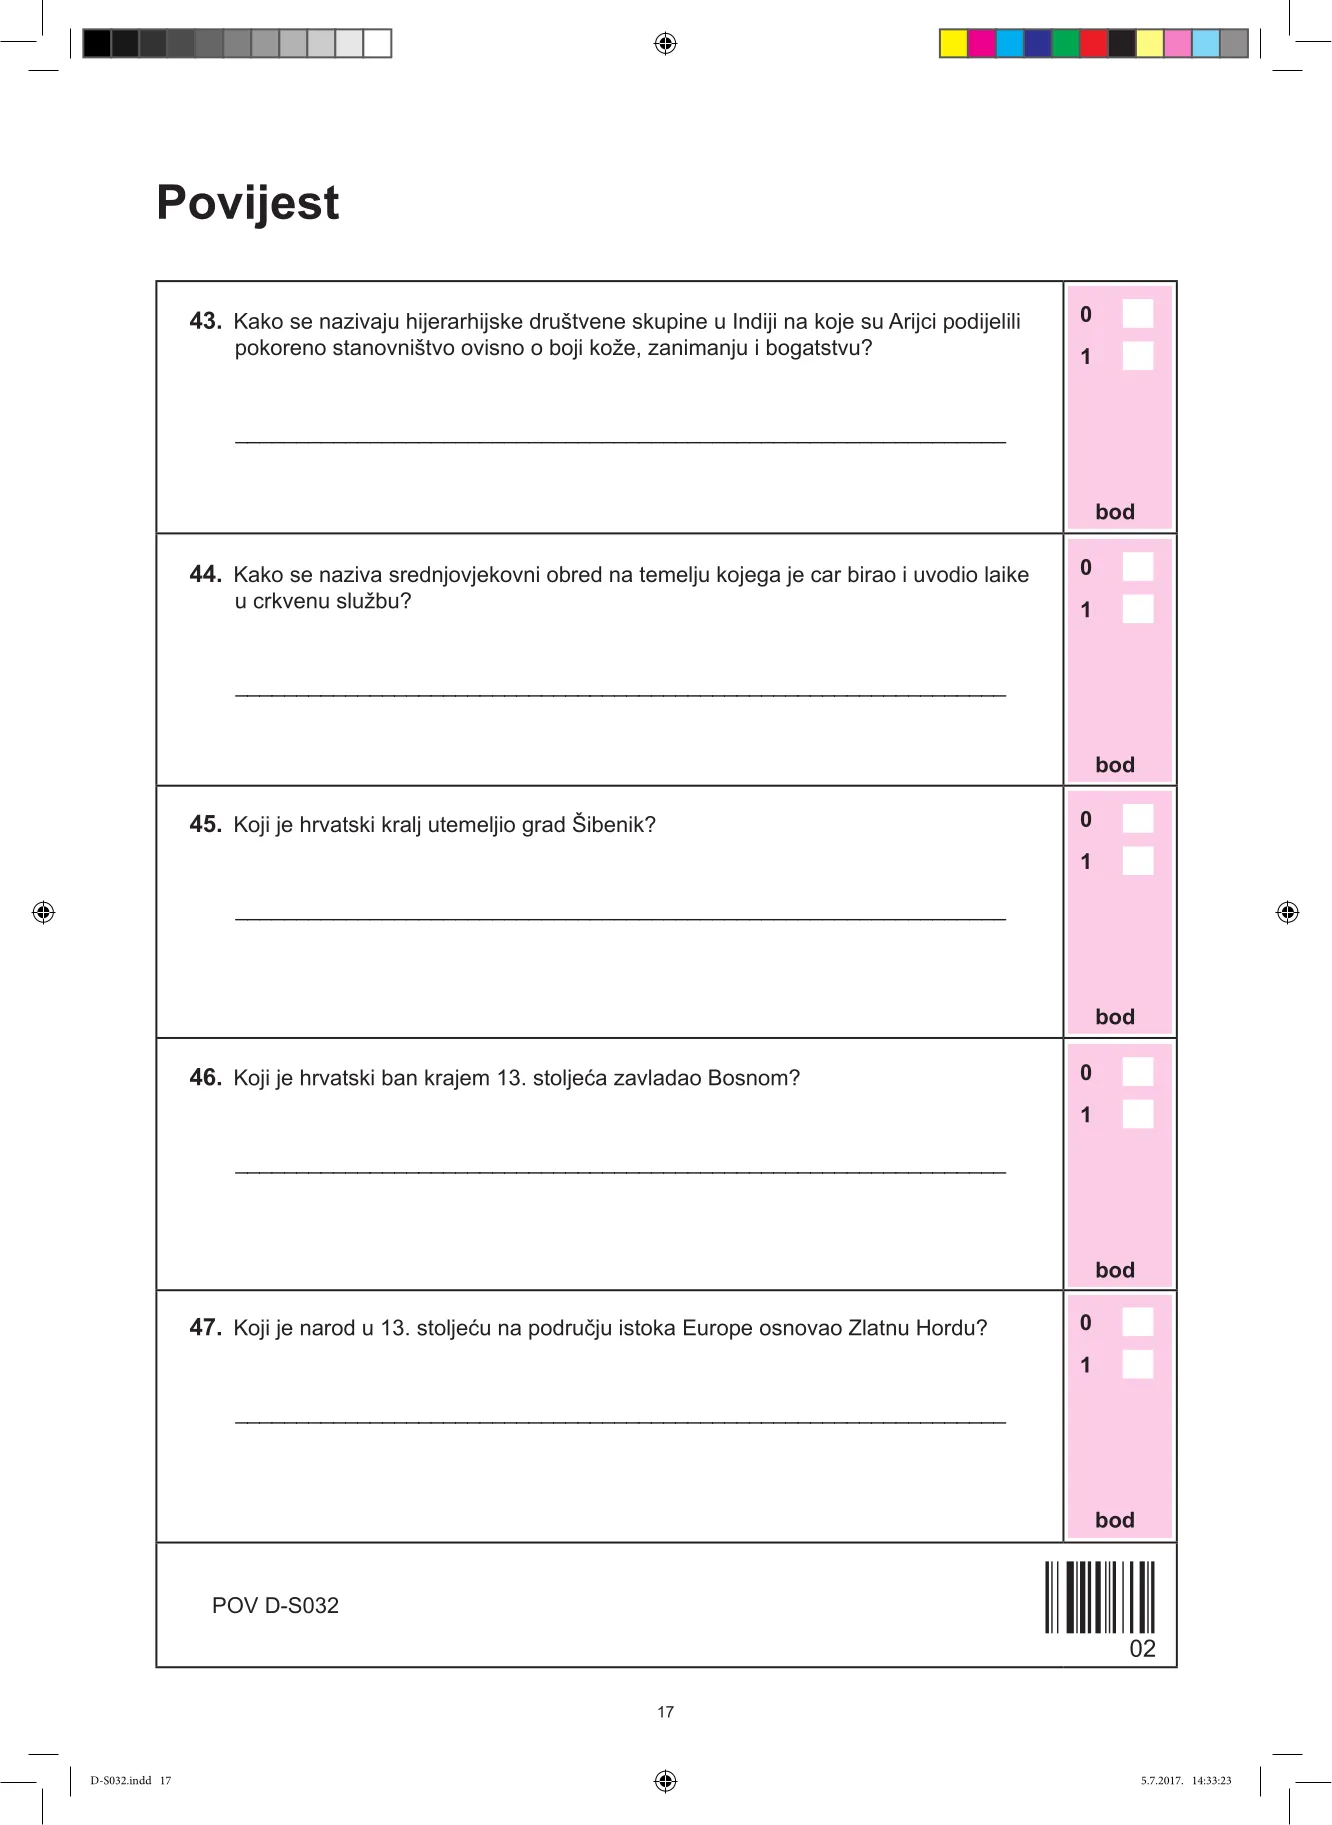 Povijest
43. Kako se nazivaju hijerarhijske društvene skupine u Indiji na koje su Arijci podijelili
pokoreno stanovništvo ovisno o boji kože, zanimanju i bogatstvu?
0
1
bod
44. Kako se naziva srednjovjekovni obred na temelju kojega je car birao i uvodio laike
u crkvenu službu?
0
1
bod
45. Koji je hrvatski kralj utemeljio grad Šibenik?
0
1
bod
46. Koji je hrvatski ban krajem 13. stoljeća zavladao Bosnom?
0
1
bod
47. Koji je narod u 13. stoljeću na području istoka Europe osnovao Zlatnu Hordu?
0
1
bod
POV D-S032
02
17
D-S032.indd 17
5.7.2017. 14:33:23